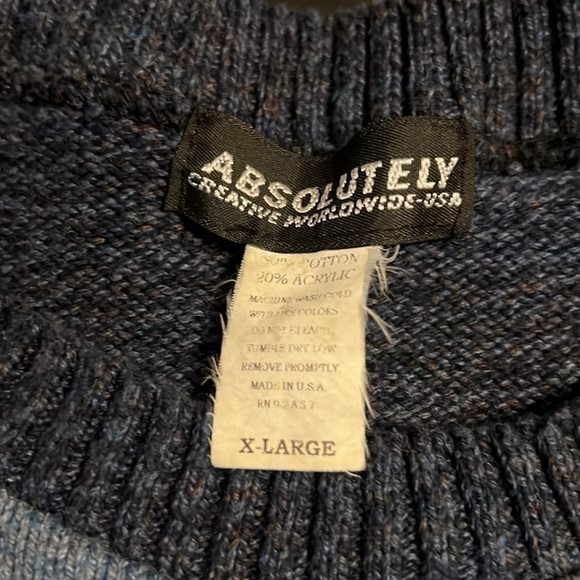 ABSOLUTELY
CREATIVE WORLDWIDE-USA
80% COTTON
20% ACRYLIC
MACHINE WASH COLD
WITH LIKE COLORS
DO NOT BLEACH
TUMBLE DRY LOW
REMOVE PROMPTLY
MADE IN U.S.A
X-LARGE